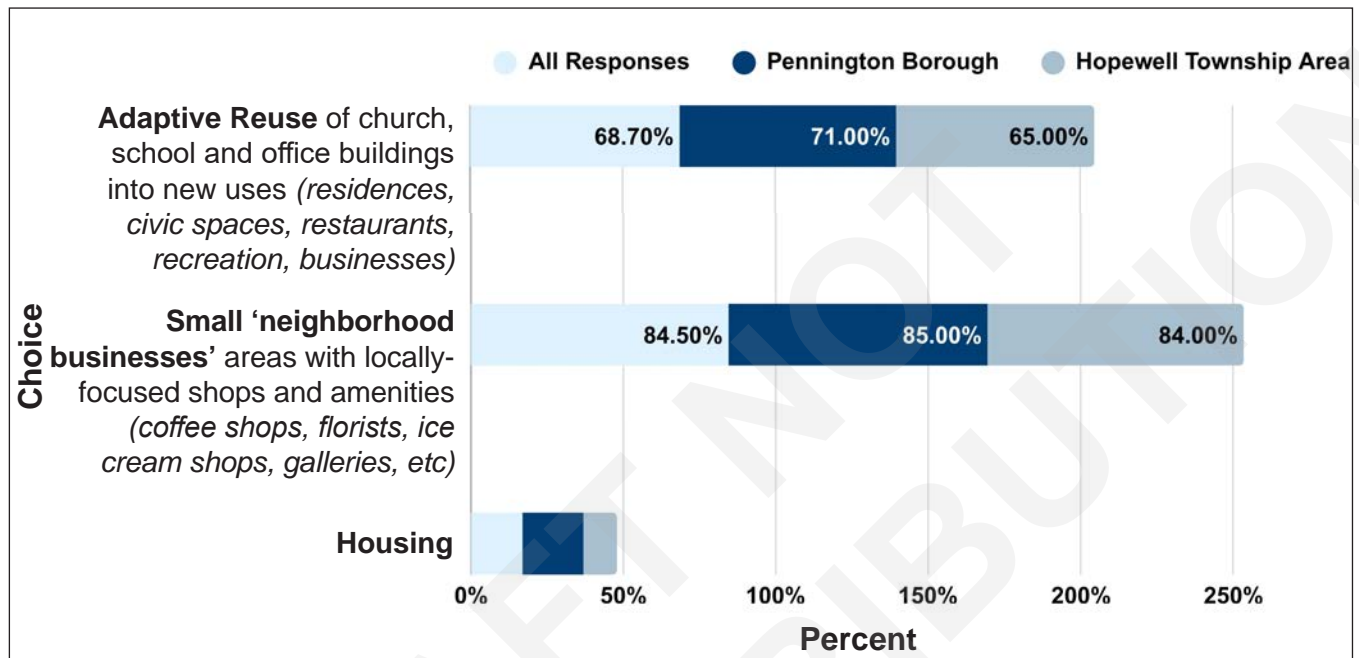 All Responses Pennington Borough Hopewell Township Area
Adaptive Reuse of church,
school and office buildings
into new uses (residences,
civic spaces, restaurants,
recreation, businesses)
68.70% 71.00% 65.00%
Choice
Small ‘neighborhood
businesses’ areas with locally-
focused shops and amenities
(coffee shops, florists, ice
cream shops, galleries, etc)
84.50% 85.00% 84.00%
Housing
0% 50% 100% 150% 200% 250%
Percent